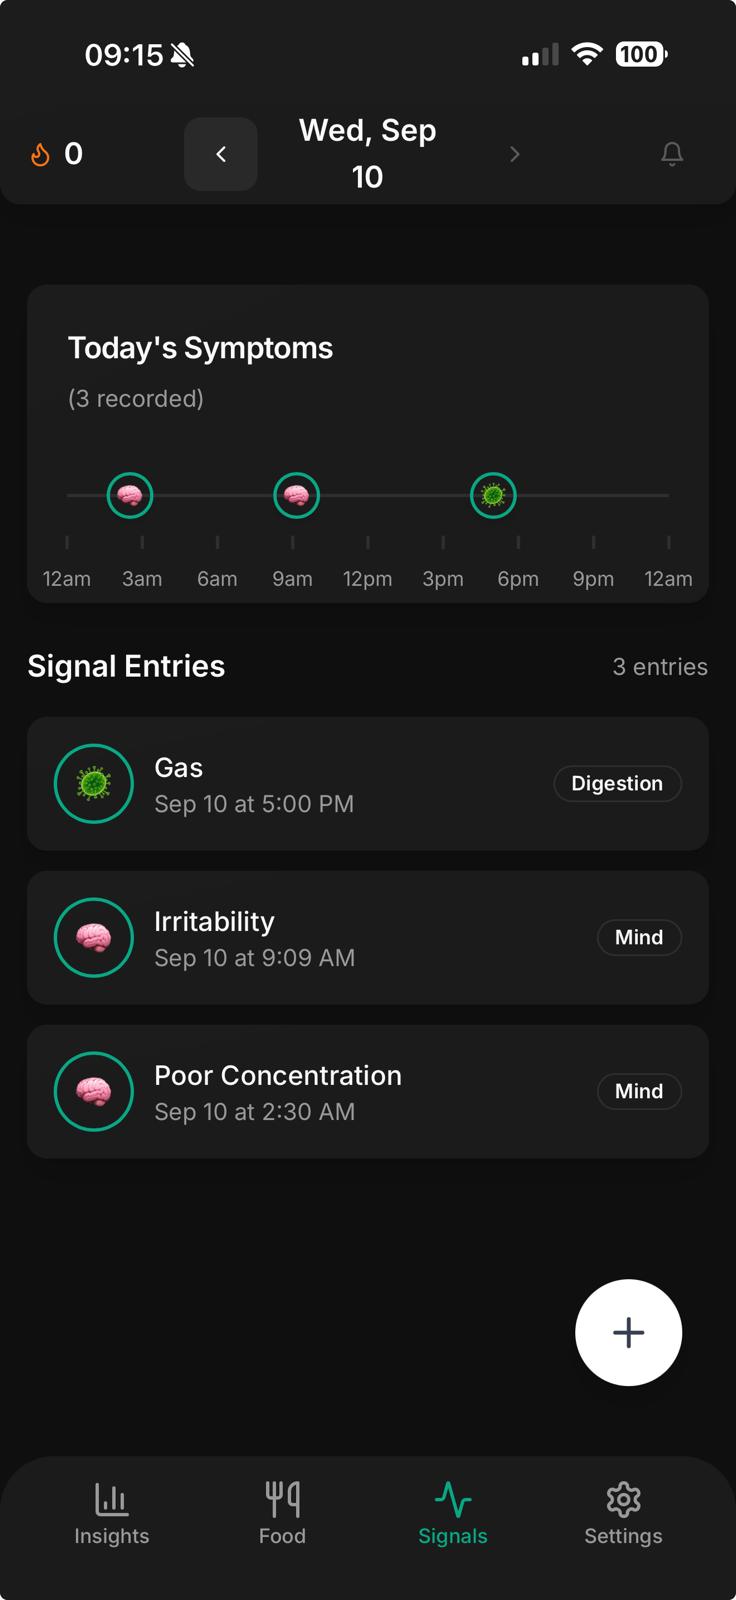 09:15
100
0
Wed, Sep
10
Today's Symptoms
(3 recorded)
12am 3am 6am 9am 12pm 3pm 6pm 9pm 12am
Signal Entries
3 entries
Gas
Sep 10 at 5:00 PM
Digestion
Irritability
Sep 10 at 9:09 AM
Mind
Poor Concentration
Sep 10 at 2:30 AM
Mind
Insights
Food
Signals
Settings